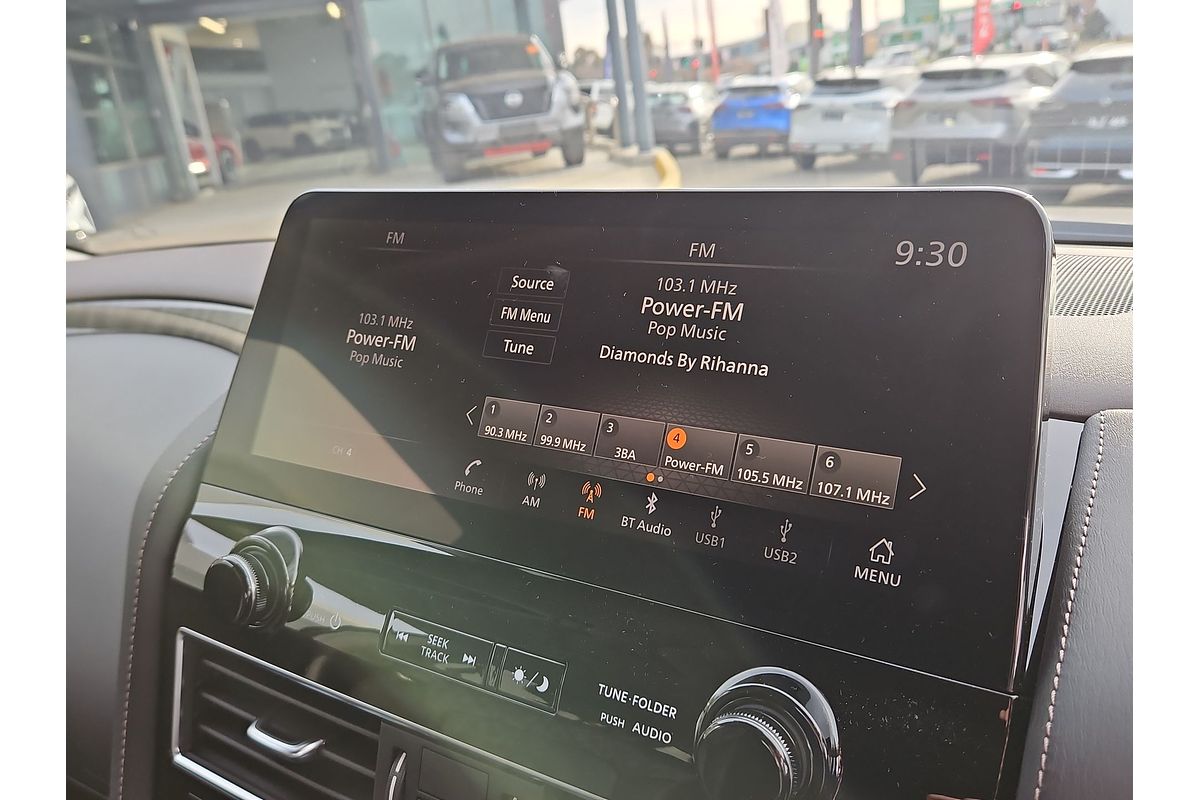 FM
103.1 MHz
Power-FM
Pop Music
CH 4
FM
9:30
Source
FM Menu
Tune
103.1 MHz
Power-FM
Pop Music
Diamonds By Rihanna
1
90.3 MHz
2
99.9 MHz
3
3BA
4
Power-FM
5
105.5 MHz
6
107.1 MHz
Phone
AM
FM
BT Audio
USB1
USB2
MENU
PUSH
SEEK
TRACK
TUNE·FOLDER
PUSH AUDIO